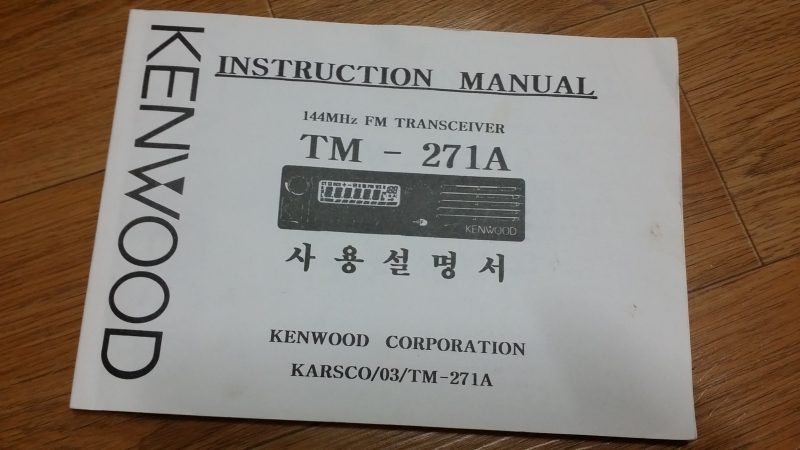 KENWOOD
INSTRUCTION MANUAL
144MHz FM TRANSCEIVER
TM - 271A
KENWOOD
사용설명서
KENWOOD CORPORATION
KARSCO/03/TM-271A